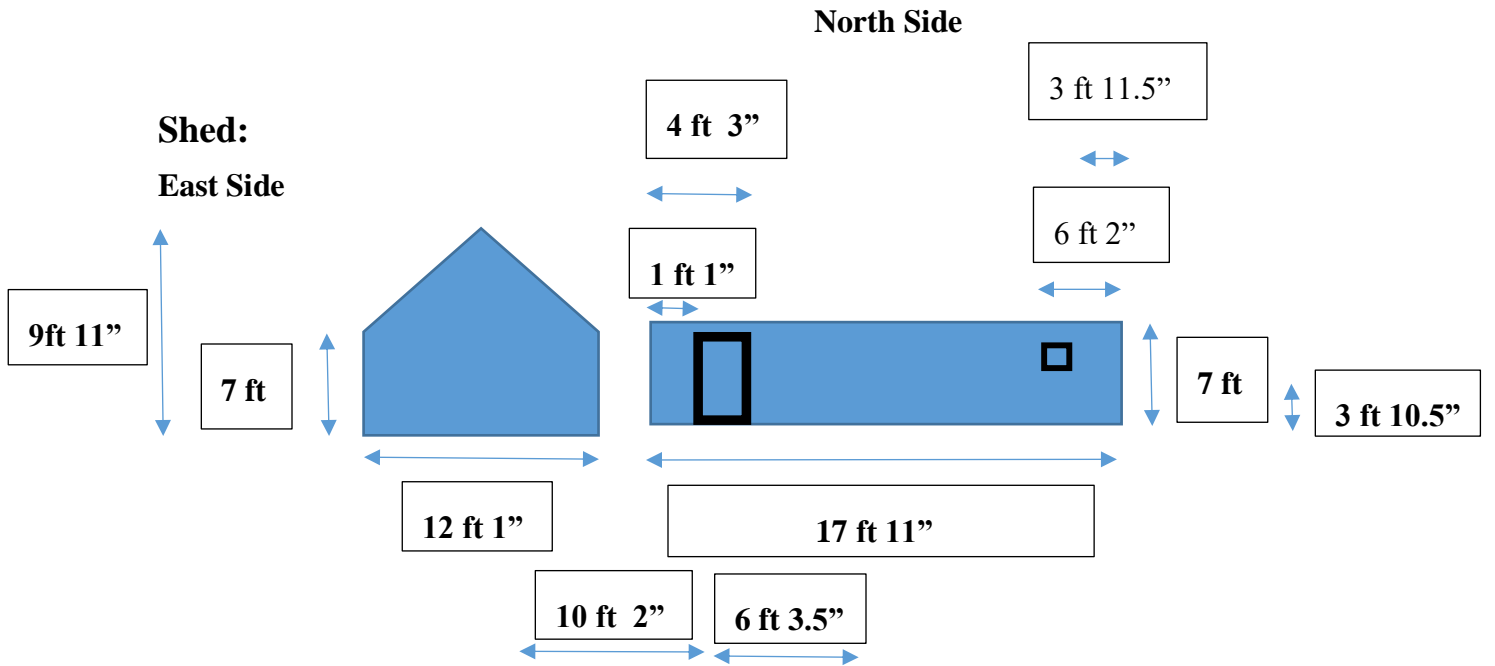 North Side
3 ft 11.5”
4 ft 3”
Shed:
East Side
6 ft 2”
1 ft 1”
9ft 11”
7 ft
7 ft
3 ft 10.5”
12 ft 1”
17 ft 11”
10 ft 2”
6 ft 3.5”